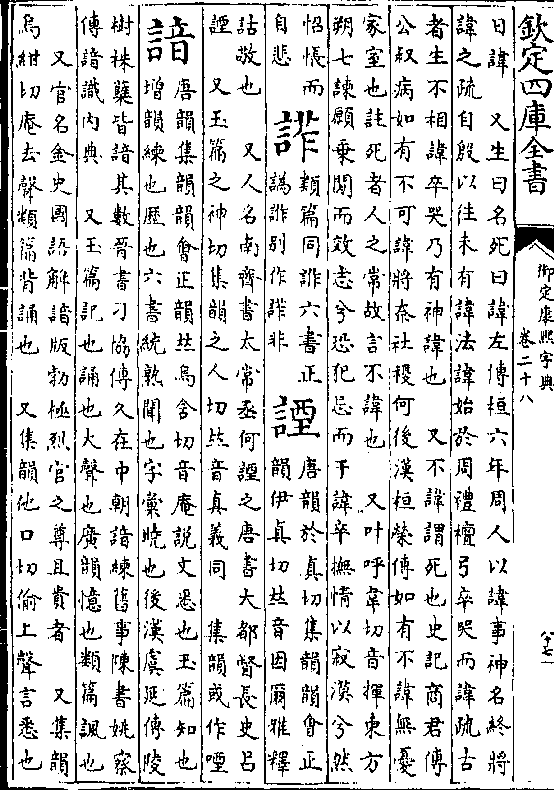 欽定四庫全書
御定康熙字典
卷二十八
日諱　又生曰名死曰諱左傳桓六年周人以諱事神名終將
諱之疏自殷以往未有諱法諱始於周禮檀弓卒哭而諱疏古
者生不相諱卒哭乃有神諱也　又不諱謂死也史記商君傳
公叔病如有不可諱將奈社稷何後漢桓榮傳如有不諱無憂
家室也註死者人之常故言不諱也　又叶呼韋切音揮東方
朔七諫願乗閒而效志兮恐犯忌而干諱卒撫情以寂漠兮然
怊悵而
自悲
䛽
類篇同詐六書正
譌詐別作䛽非
諲
唐韻於真切集韻韻會正
韻伊真切𠀤音因爾雅釋
詁敬也　又人名南齊書太常丞何諲之唐書大都督長史吕
諲　又玉篇之神切集韻之人切𠀤音真義同　集韻或作㖶
諳
唐韻集韻韻會正韻𠀤烏含切音庵説文悉也玉篇知也
增韻練也歷也六書統熟聞也字彙曉也後漢虞延傳陵
樹株蘖皆諳其數晉書刁協傳久在中朝諳練舊事陳書姚察
傳諳識内典　又玉篇記也誦也大聲也廣韻憶也類篇諷也
又官名金史國語解諳版勃極烈官之尊且貴者　又集韻
烏紺切庵去聲類篇背誦也　又集韻他口切偷上聲言悉也